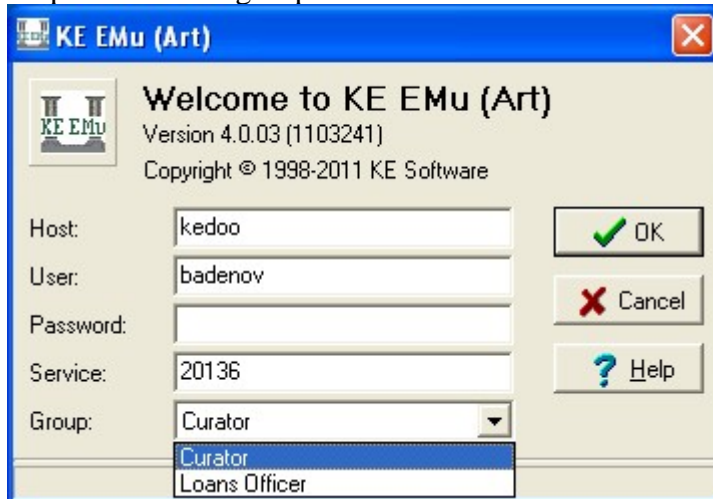 KE EMu (Art)
KE EMu
Welcome to KE EMu (Art)
Version 4.0.03 (1103241)
Copyright © 1998-2011 KE Software
Host: kedoo
OK
User: badenov
Cancel
Password:
Service: 20136
Help
Group: Curator
Curator
Loans Officer